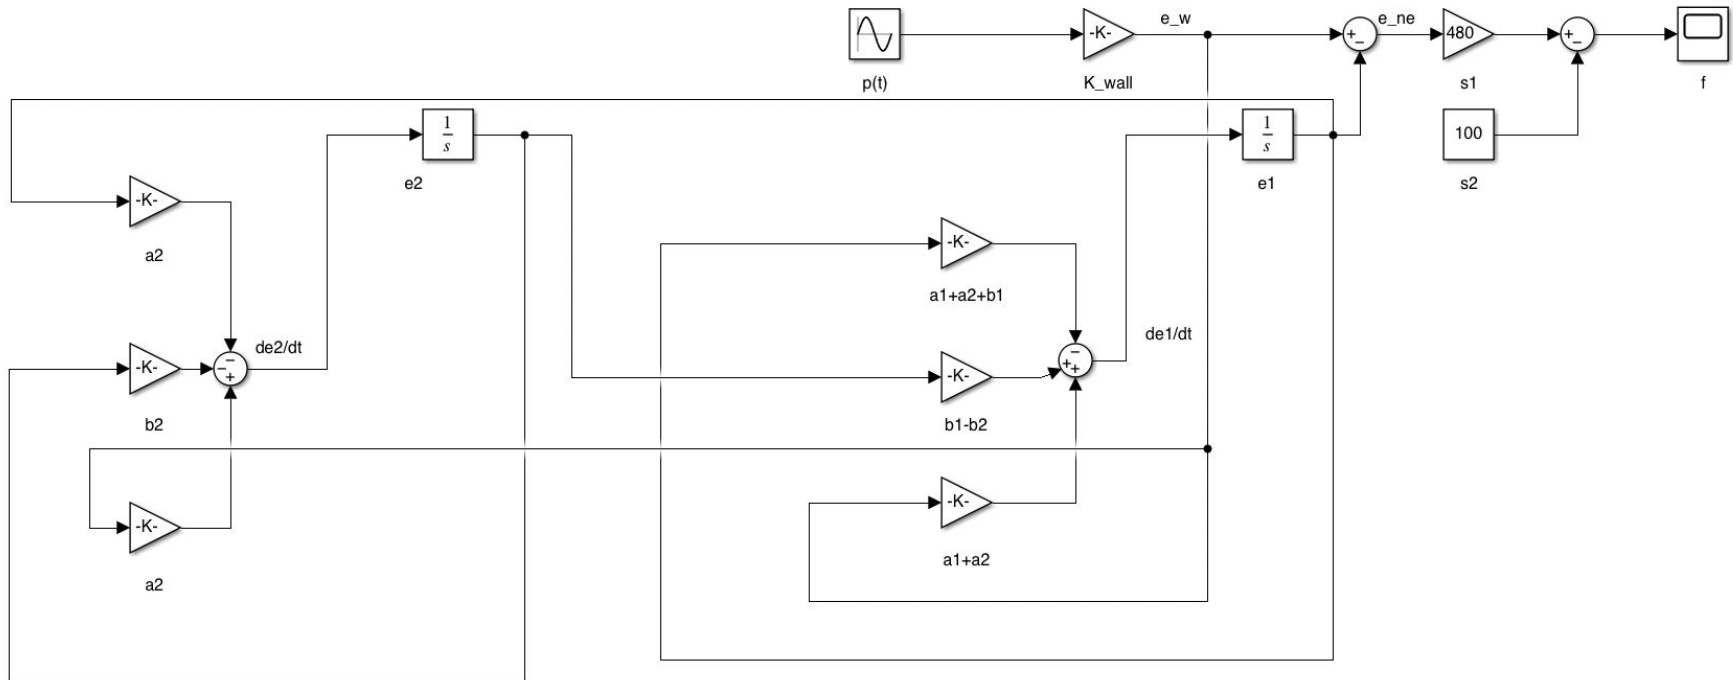 e_w
e_ne
-K-
480
p(t)
K_wall
s1
f
1
s
1
s
100
e2
e1
s2
-K-
a2
-K-
a1+a2+b1
de2/dt
de1/dt
-K-
-K-
b2
b1-b2
-K-
-K-
a2
a1+a2